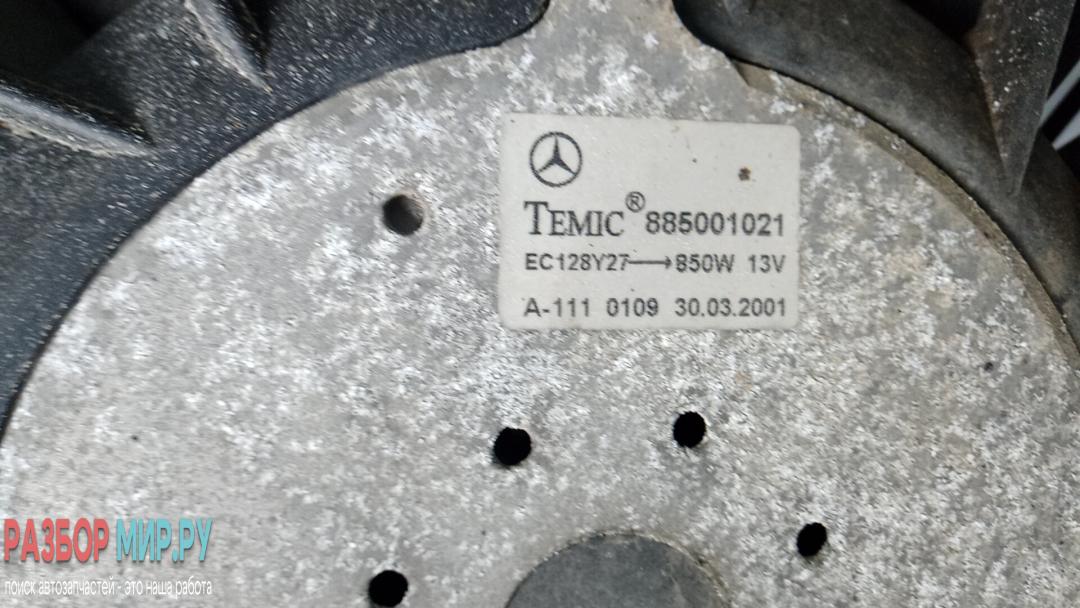 TEMIC® 885001021
EC128Y27→850W 13V
A-111 0109 30.03.2001
РАЗБОР МИР.РУ
поиск автозапчастей - это наша работа